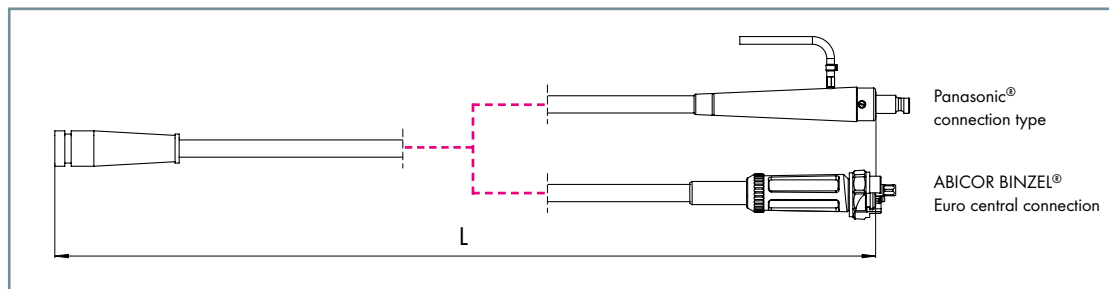 Panasonic®
connection type
ABICOR BINZEL®
Euro central connection
L